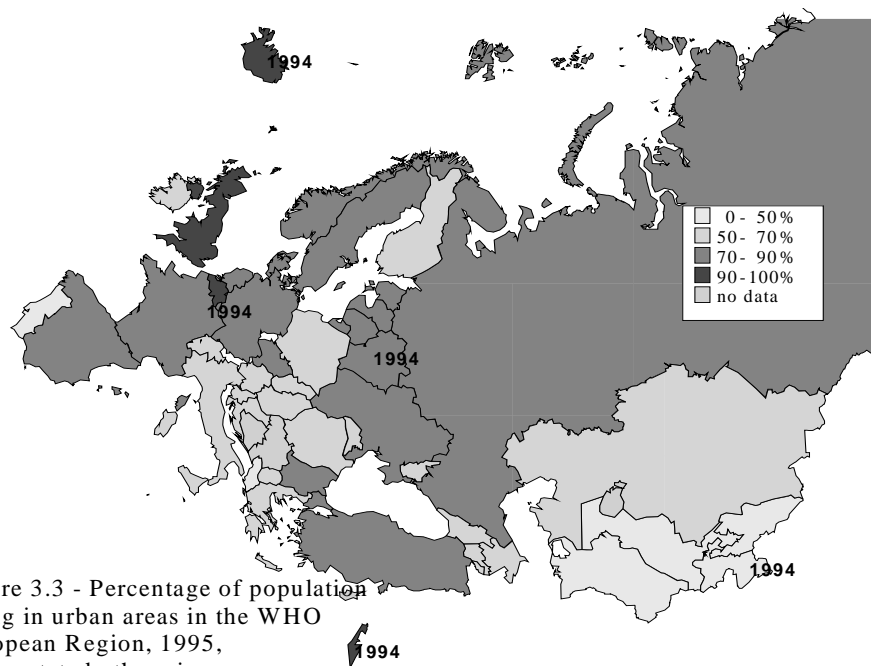 1994
0 - 50%
50 - 70%
70 - 90%
90-100%
no data
1994
1994
1994
re 3.3 - Percentage of population
g in urban areas in the WHO
opean Region, 1995,
1994